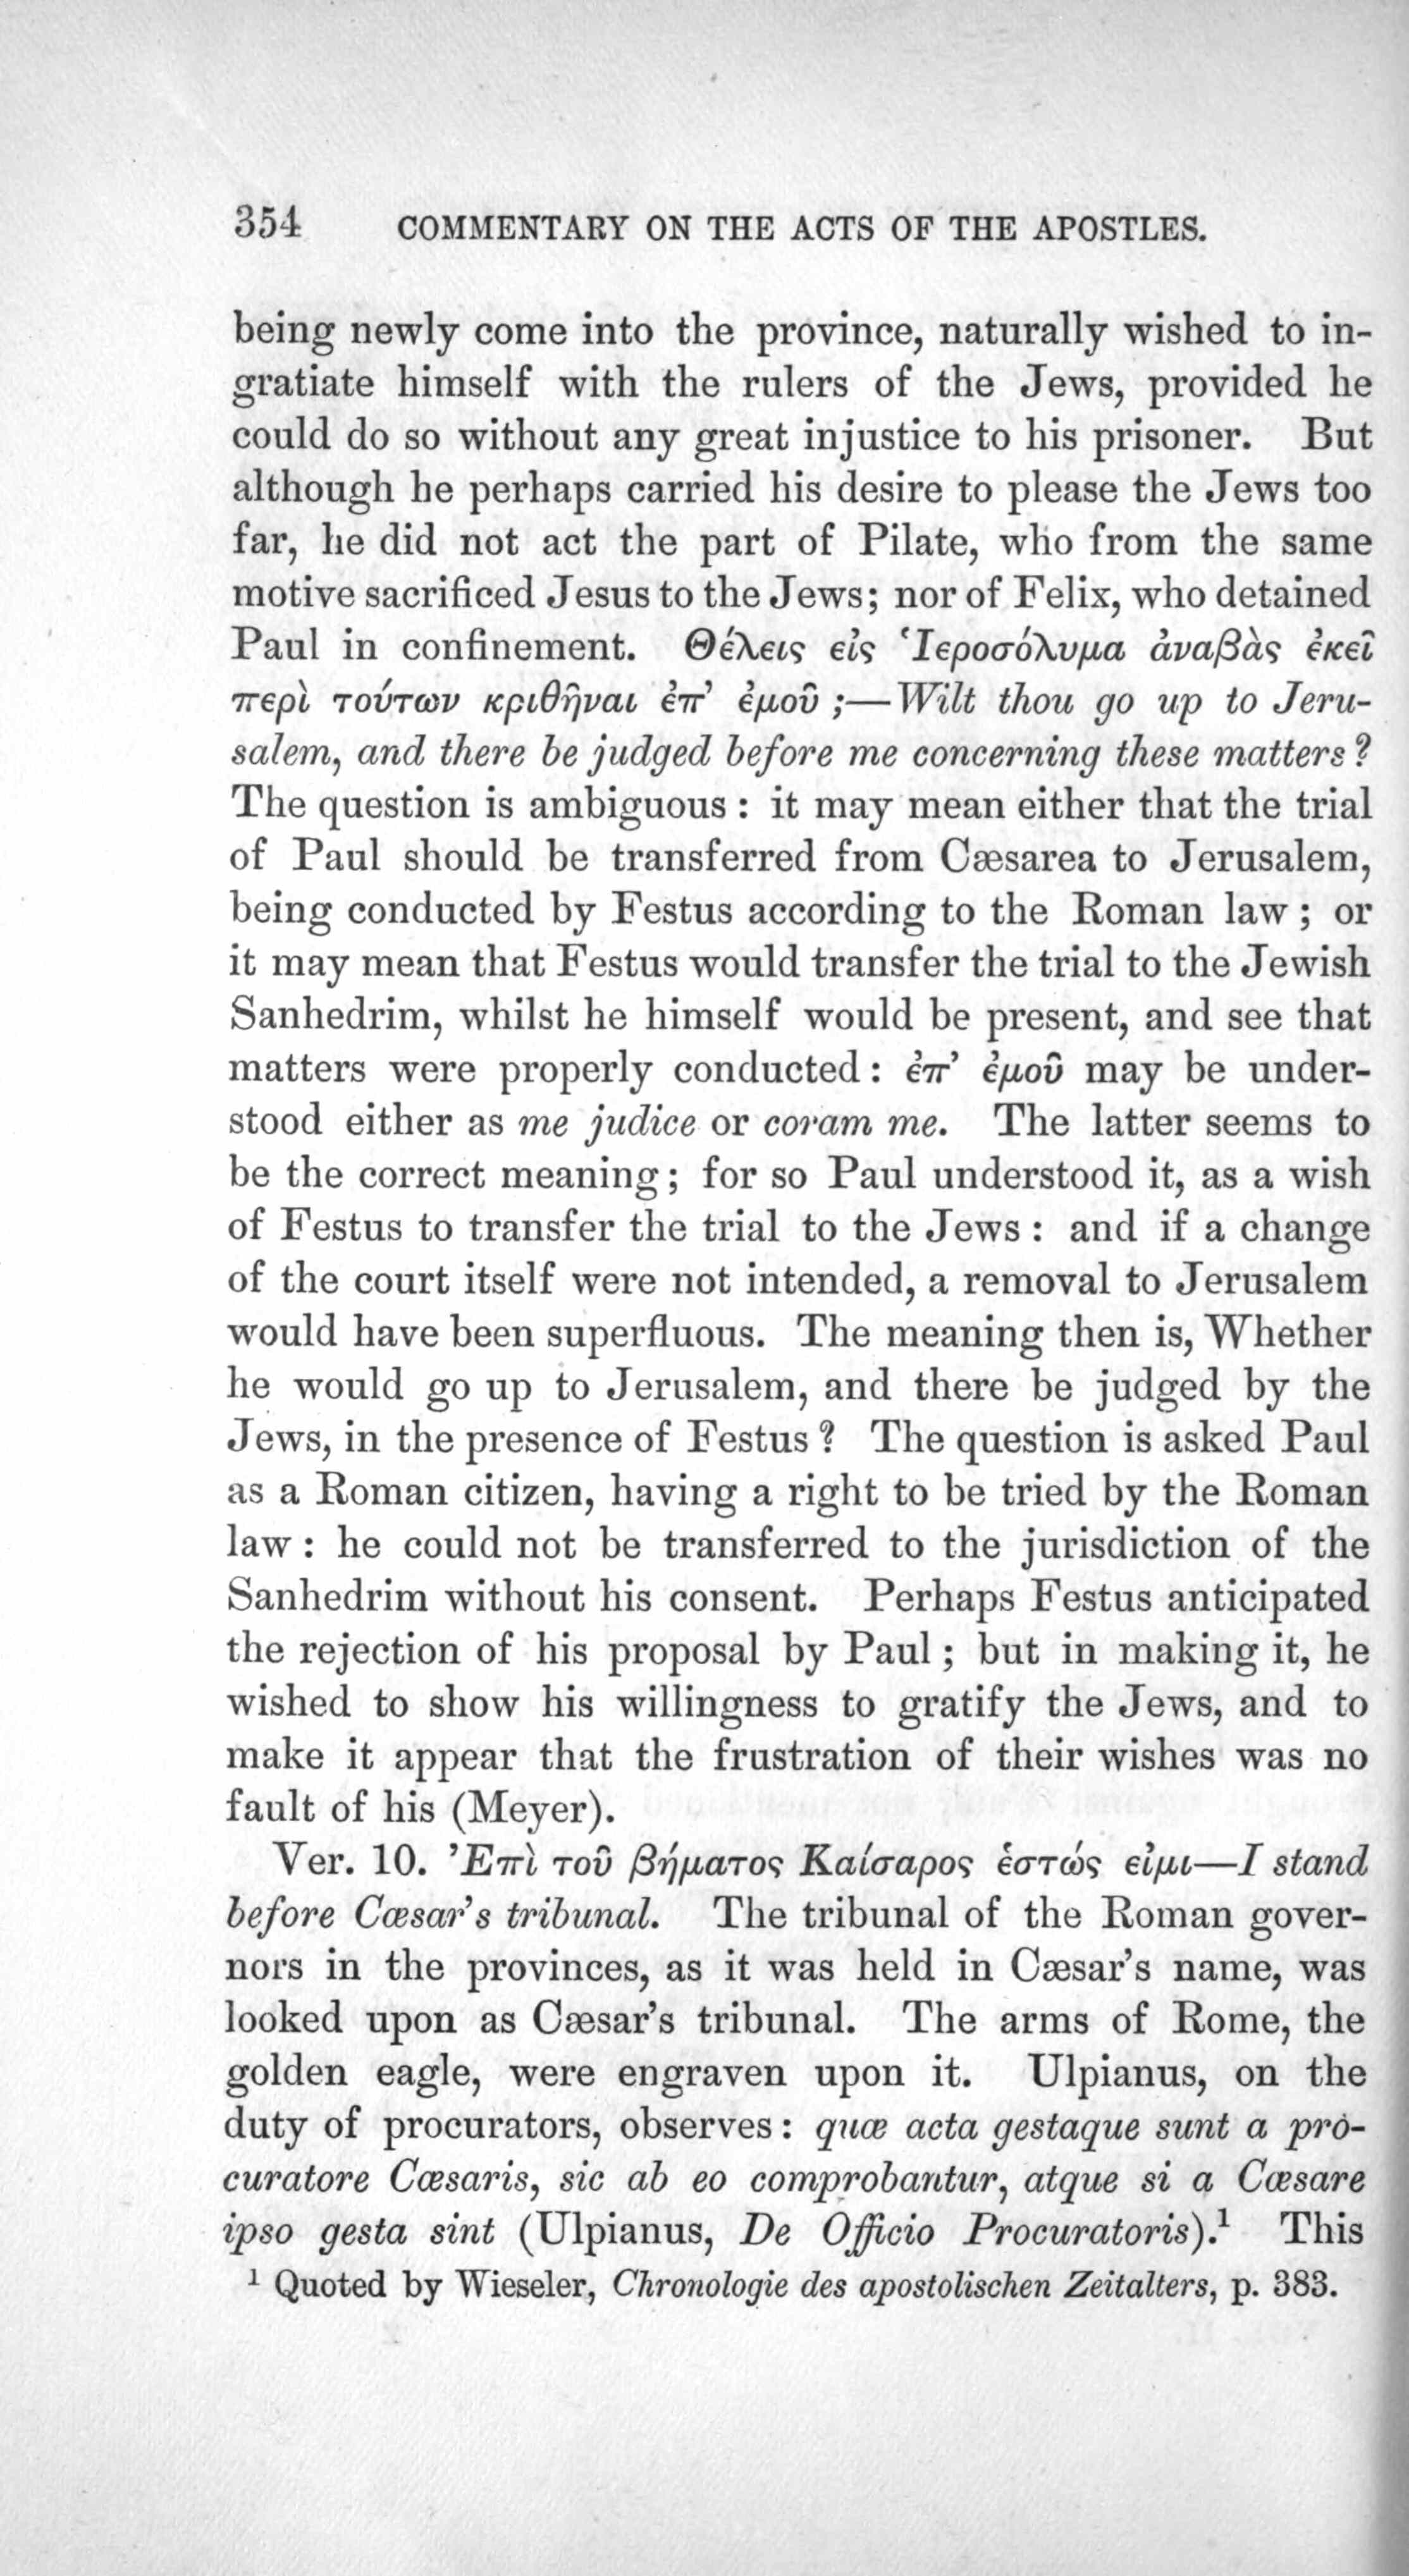 354 COMMENTARY ON THE ACTS OF THE APOSTLES.
being newly come into the province, naturally wished to in-
gratiate himself with the rulers of the Jews, provided he
could do so without any great injustice to his prisoner. But
although he perhaps carried his desire to please the Jews too
far, he did not act the part of Pilate, who from the same
motive sacrificed Jesus to the Jews; nor of Felix, who detained
Paul in confinement. Θέλεις εἰς Ἱεροσόλυμα ἀναβὰς ἐκεῖ
περὶ τούτων κριθῆναι ἐπ’ ἐμοῦ ;—Wilt thou go up to Jeru-
salem, and there be judged before me concerning these matters?
The question is ambiguous: it may mean either that the trial
of Paul should be transferred from Cæsarea to Jerusalem,
being conducted by Festus according to the Roman law; or
it may mean that Festus would transfer the trial to the Jewish
Sanhedrim, whilst he himself would be present, and see that
matters were properly conducted: ἐπ’ ἐμοῦ may be under-
stood either as me judice or coram me. The latter seems to
be the correct meaning; for so Paul understood it, as a wish
of Festus to transfer the trial to the Jews: and if a change
of the court itself were not intended, a removal to Jerusalem
would have been superfluous. The meaning then is, Whether
he would go up to Jerusalem, and there be judged by the
Jews, in the presence of Festus? The question is asked Paul
as a Roman citizen, having a right to be tried by the Roman
law: he could not be transferred to the jurisdiction of the
Sanhedrim without his consent. Perhaps Festus anticipated
the rejection of his proposal by Paul; but in making it, he
wished to show his willingness to gratify the Jews, and to
make it appear that the frustration of their wishes was no
fault of his (Meyer).
Ver. 10. Ἐπὶ τοῦ βήματος Καίσαρος ἑστώς εἰμι—I stand
before Cæsar’s tribunal. The tribunal of the Roman gover-
nors in the provinces, as it was held in Cæsar’s name, was
looked upon as Cæsar’s tribunal. The arms of Rome, the
golden eagle, were engraven upon it. Ulpianus, on the
duty of procurators, observes: quæ acta gestaque sunt a pro-
curatore Cæsaris, sic ab eo comprobantur, atque si a Cæsare
ipso gesta sint (Ulpianus, De Officio Procuratoris).¹ This
¹ Quoted by Wieseler, Chronologie des apostolischen Zeitalters, p. 383.